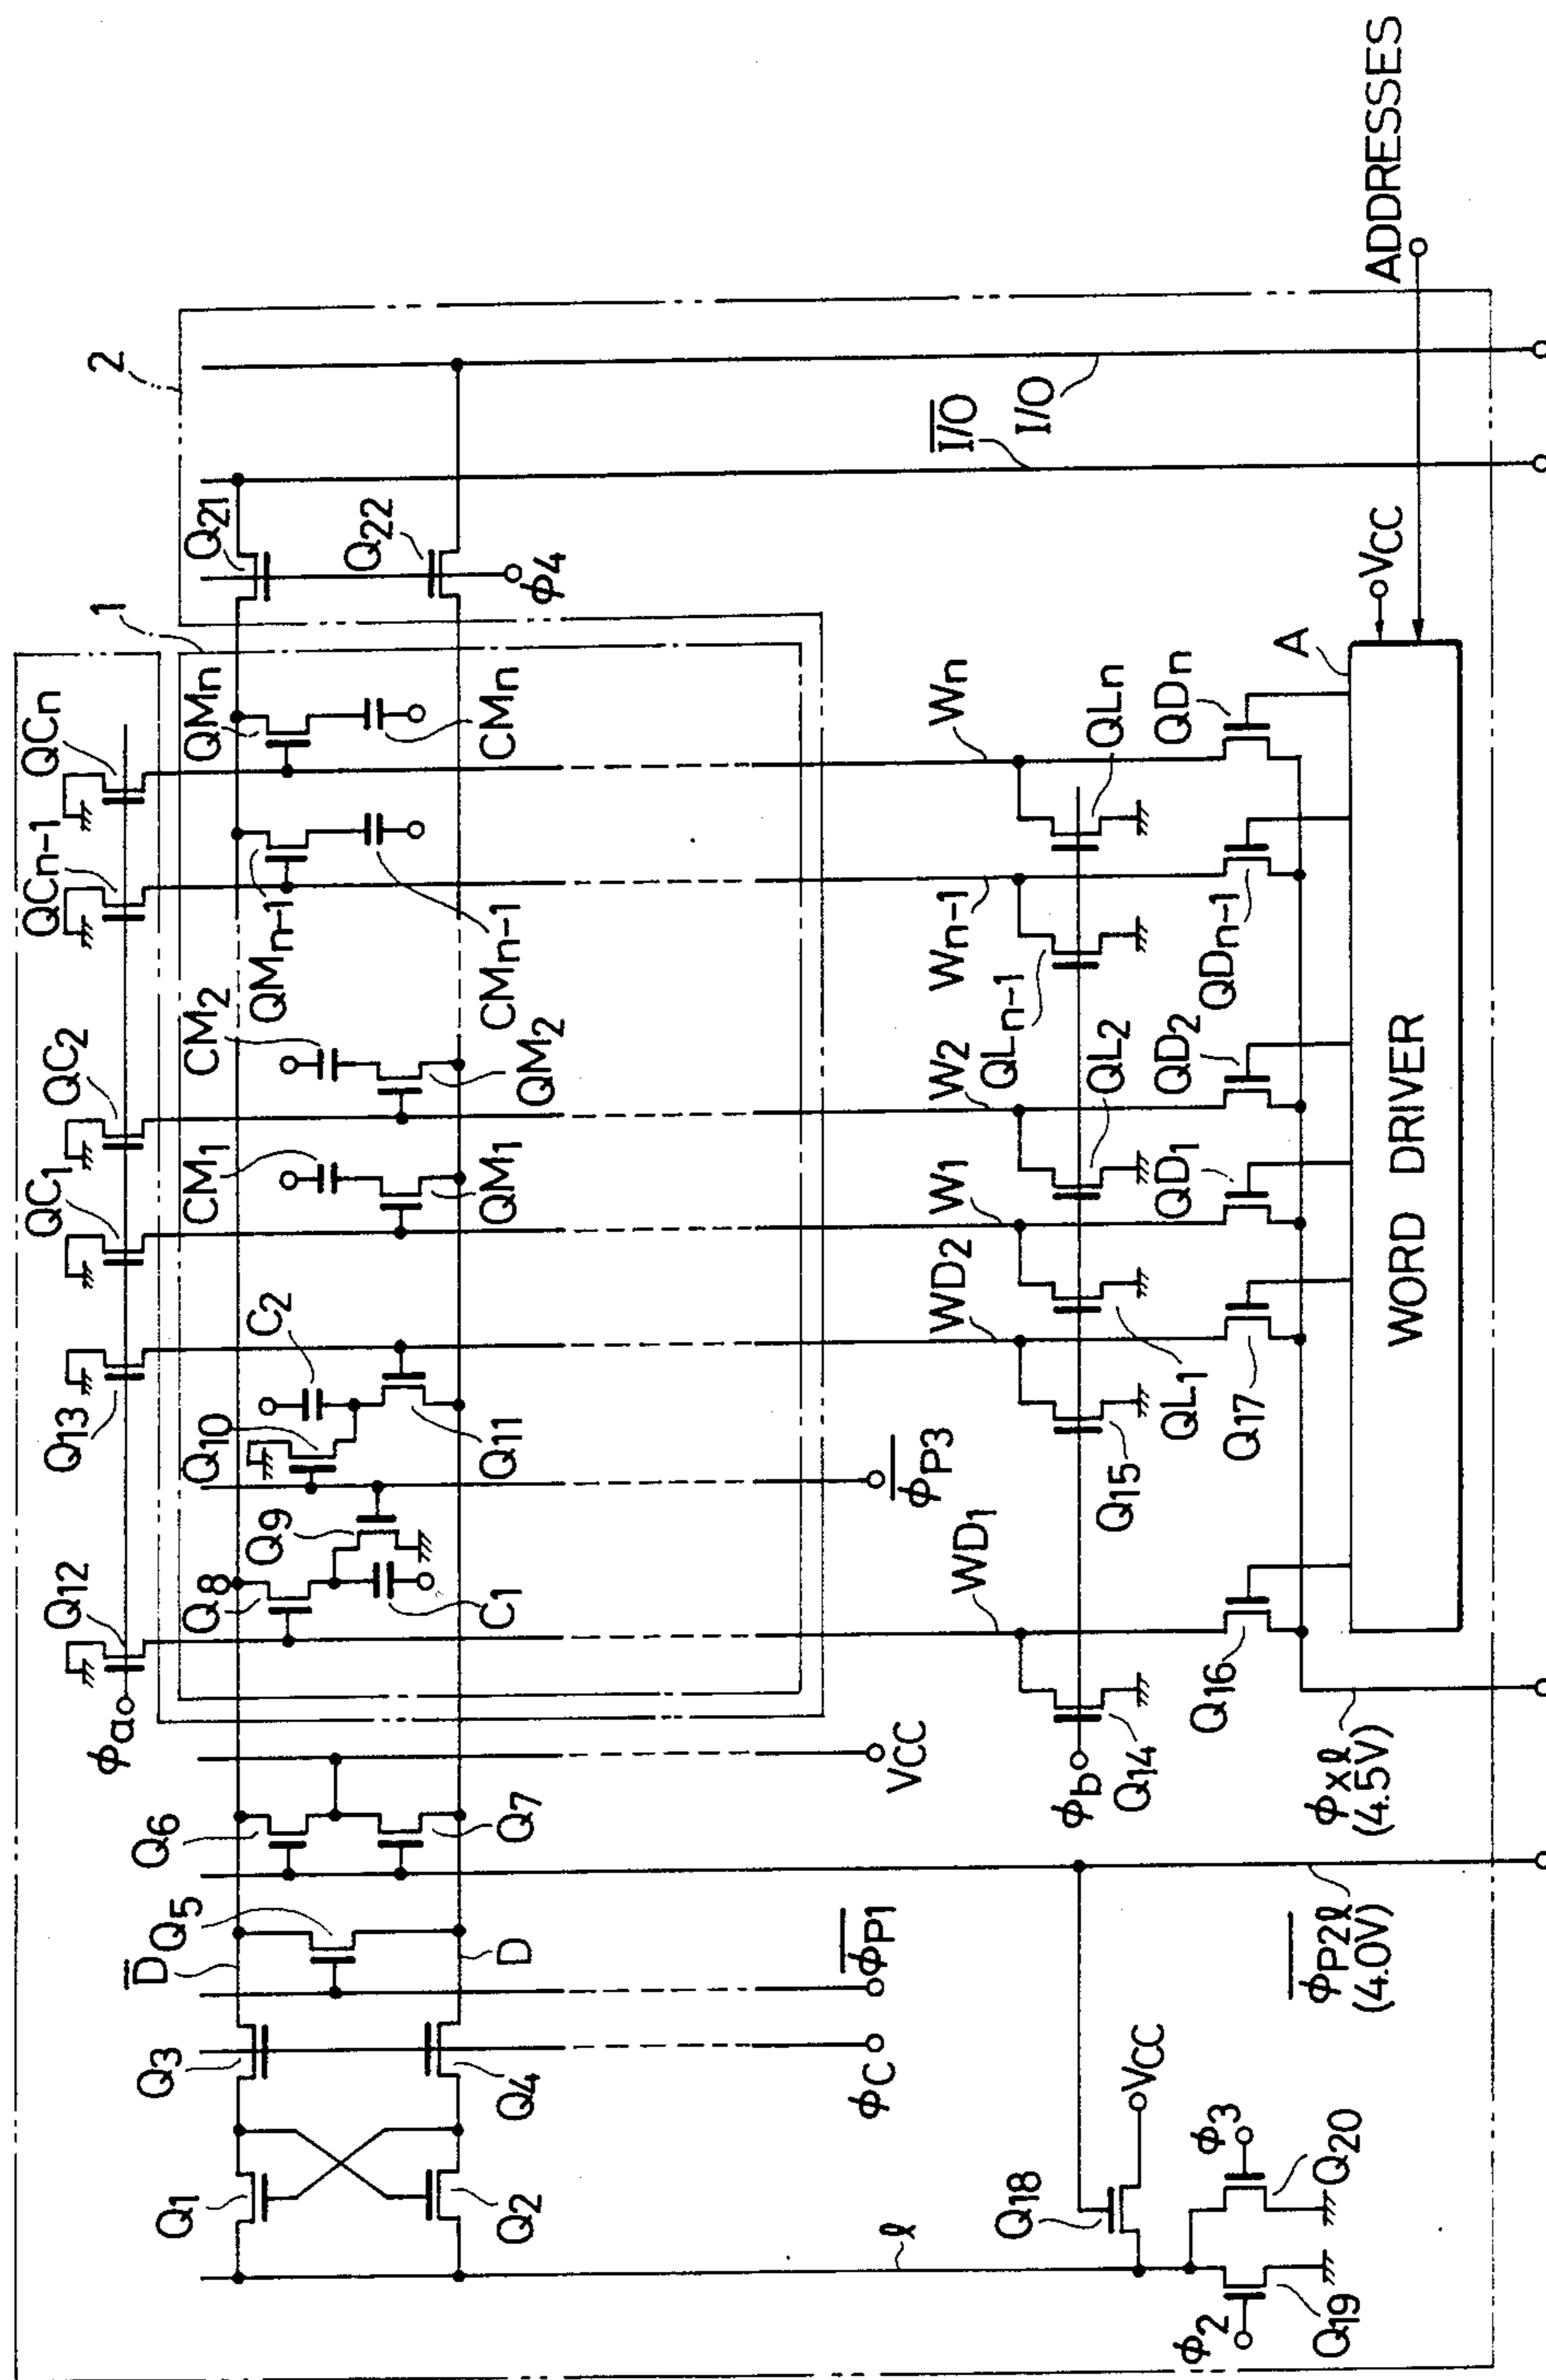 φa
Q12
Q13
QC1
QC2
QCn-1
QCn
1
2
D̅
Q1
Q3
Q5
Q6
Q8
Q9
Q10
C2
CM1
CM2
QMn-1
QMn
Q21
Q2
Q4
D
Q7
C1
Q11
QM1
QM2
CMn-1
CMn
Q22
φ4
φC
φ̅P̅1̅
VCC
φ̅P̅3̅
I̅/̅O̅
I/O
ℓ
WD1
WD2
W1
W2
Wn-1
Wn
φb
Q14
Q15
QL1
QL2
QLn-1
QLn
Q18
VCC
φ2
Q19
φ3
Q20
φ̅P̅2̅ℓ̅
(4.0V)
φxℓ
(4.5V)
Q16
Q17
QD1
QD2
QDn-1
QDn
A
VCC
ADDRESSES
WORD DRIVER